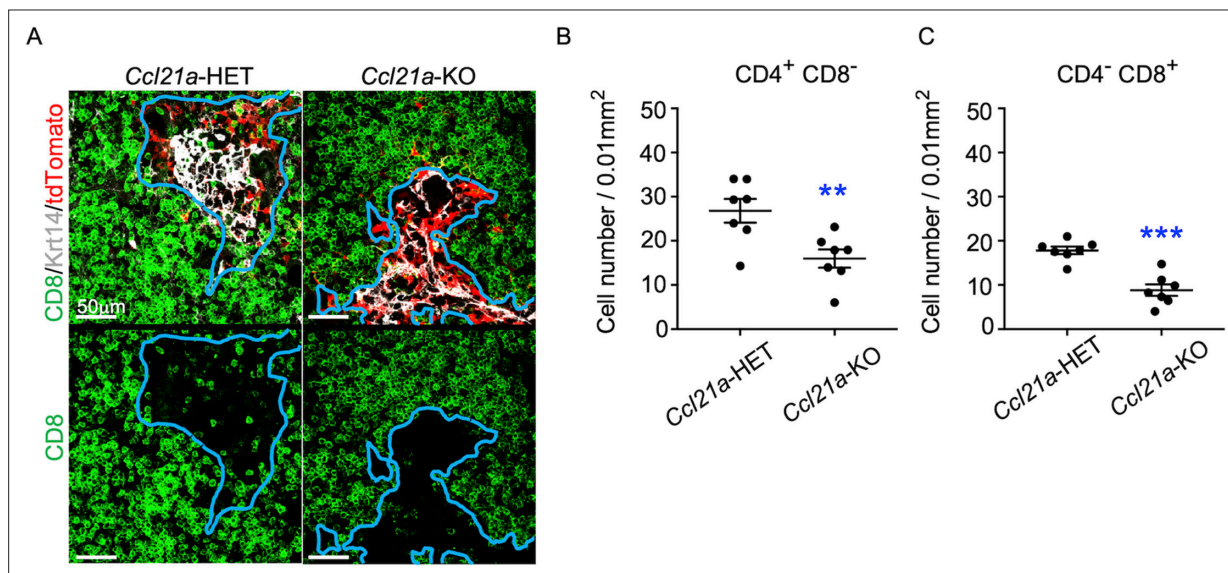 A
Ccl21a-HET
Ccl21a-KO
CD8/Krt14/tdTomato
50μm
CD8
B
CD4⁺ CD8⁻
Cell number / 0.01mm²
50
40
30
20
10
0
**
Ccl21a-HET
Ccl21a-KO
C
CD4⁻ CD8⁺
Cell number / 0.01mm²
50
40
30
20
10
0
***
Ccl21a-HET
Ccl21a-KO